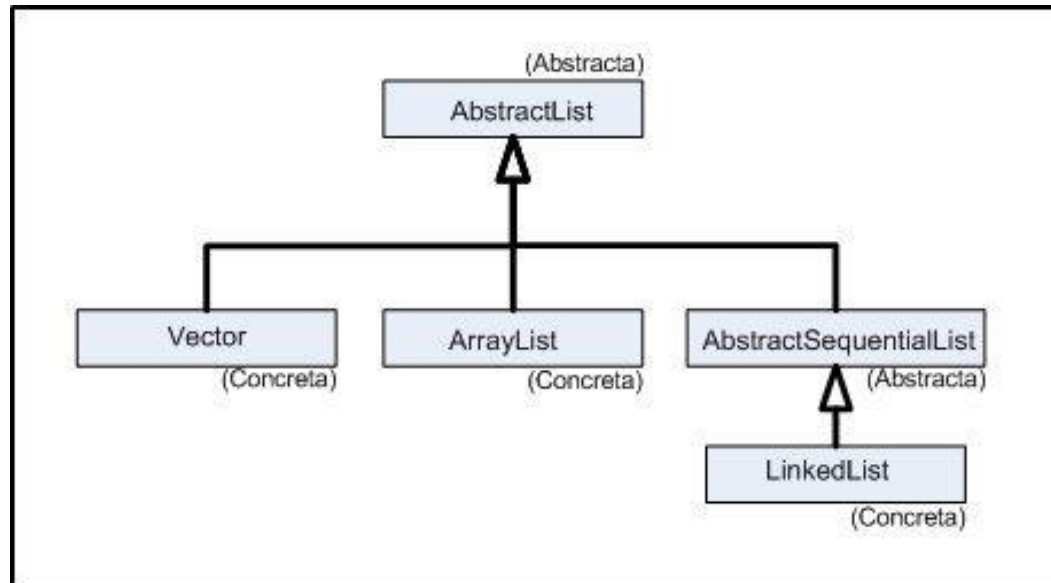 (Abstracta)
AbstractList
Vector
ArrayList
AbstractSequentialList
(Concreta)
(Concreta)
(Abstracta)
LinkedList
(Concreta)